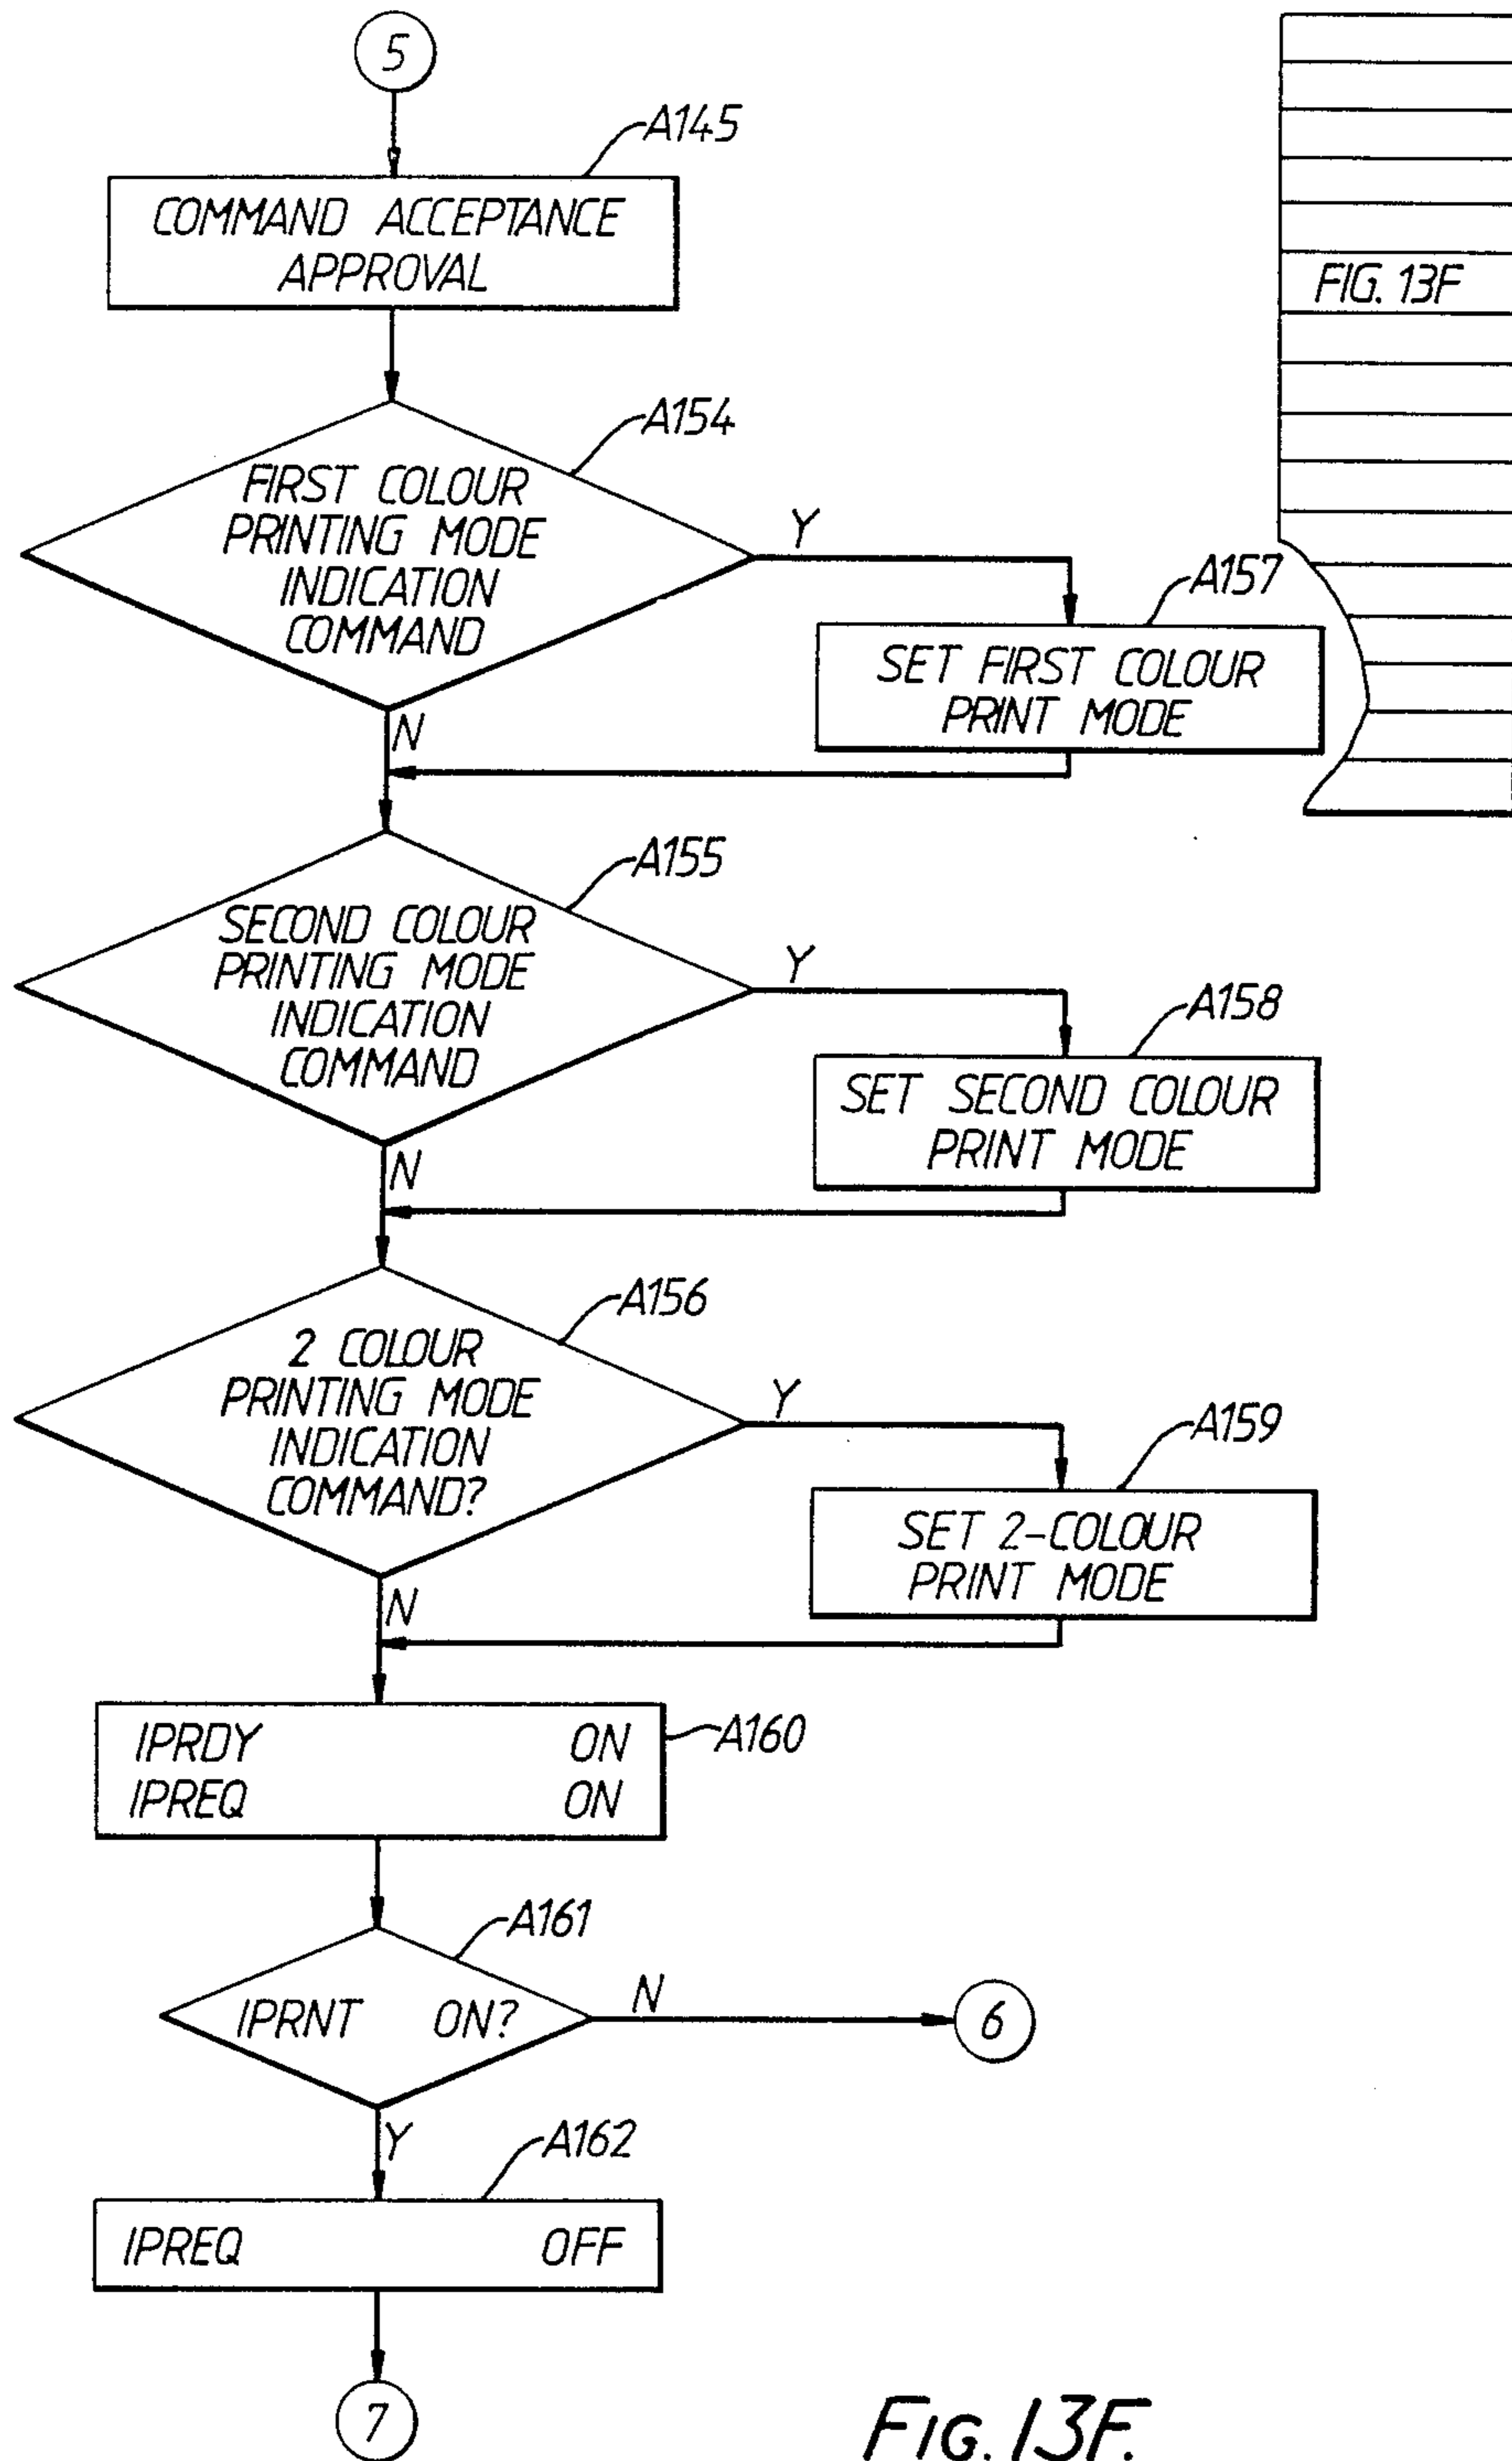 5
A145
COMMAND ACCEPTANCE
APPROVAL
FIG. 13F
A154
FIRST COLOUR
PRINTING MODE
INDICATION
COMMAND
Y
N
A157
SET FIRST COLOUR
PRINT MODE
A155
SECOND COLOUR
PRINTING MODE
INDICATION
COMMAND
Y
N
A158
SET SECOND COLOUR
PRINT MODE
A156
2 COLOUR
PRINTING MODE
INDICATION
COMMAND?
Y
N
A159
SET 2-COLOUR
PRINT MODE
IPRDY ON
IPREQ ON
A160
A161
IPRNT ON?
N
6
Y
A162
IPREQ OFF
7
FIG. 13F.